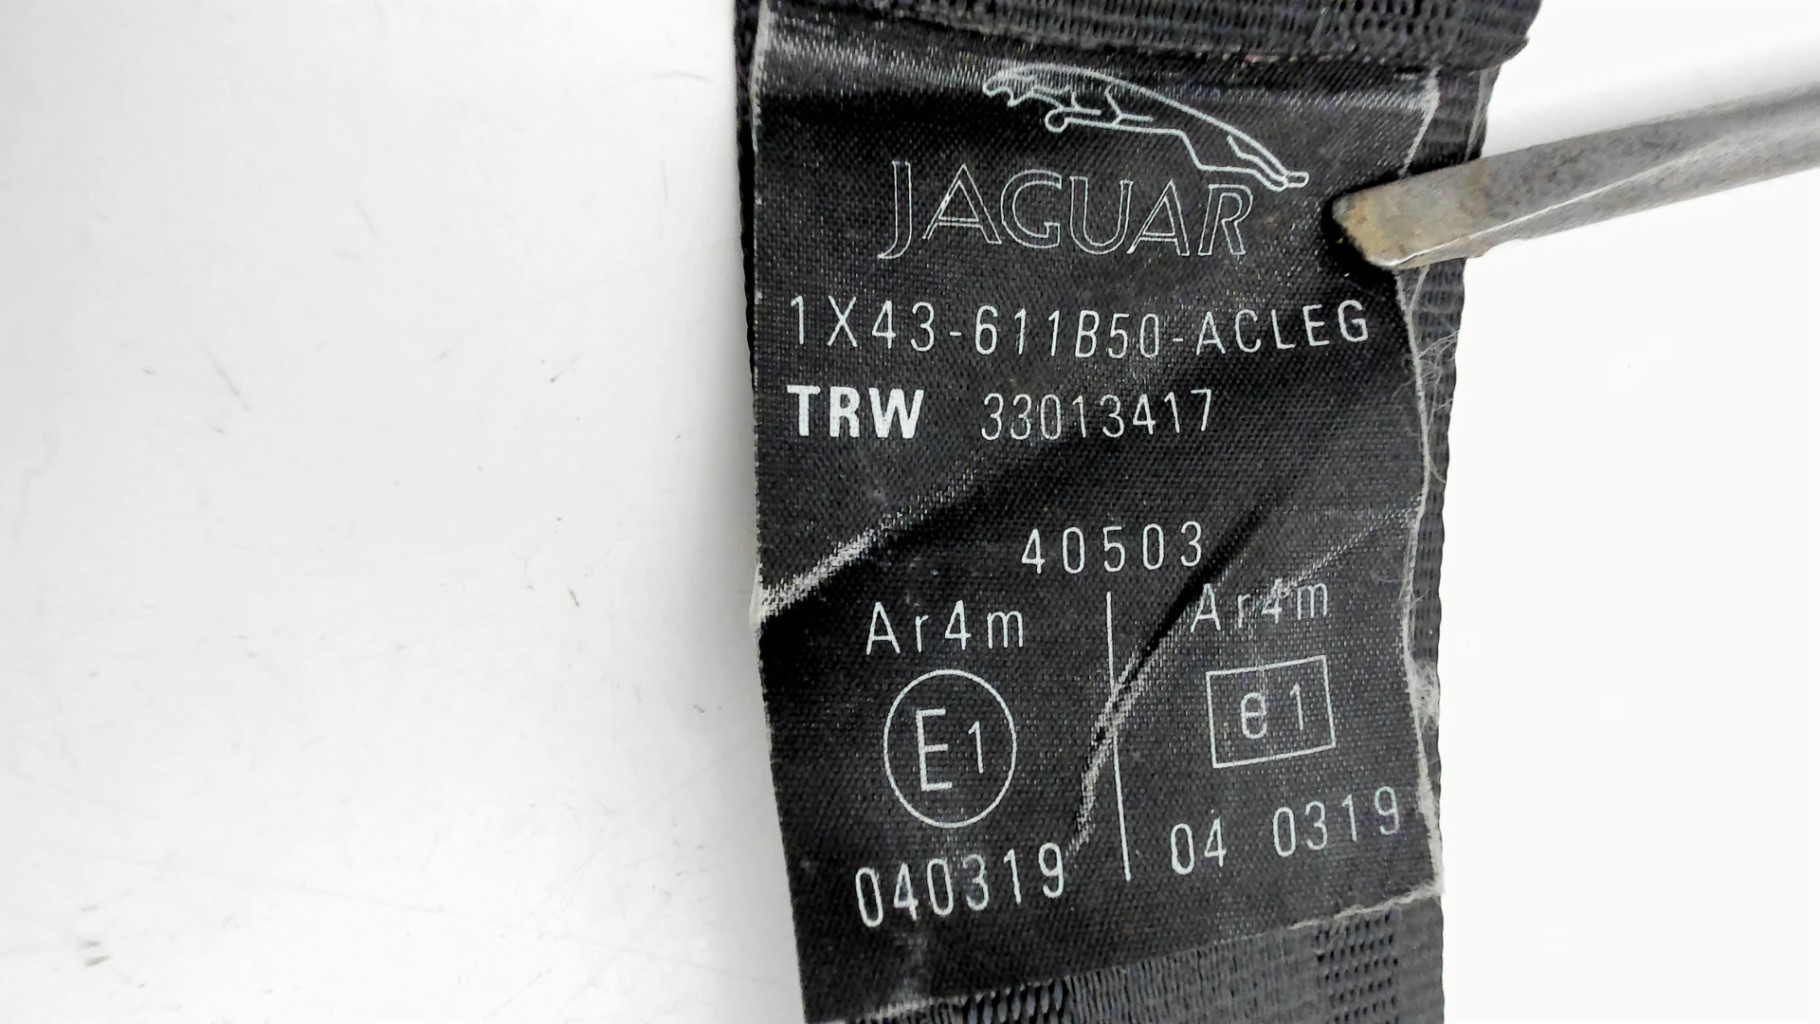 JAGUAR
1X43-611B50-ACLEG
TRW 33013417
40503
Ar4m Ar4m
E1 e1
040319 04 0319